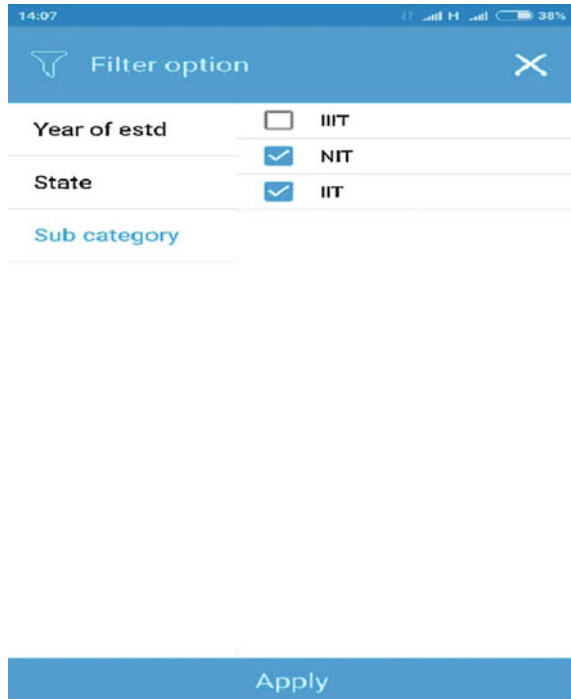 14:07 H 38%
Filter option
Year of estd
State
Sub category
IIIT
NIT
IIT
Apply